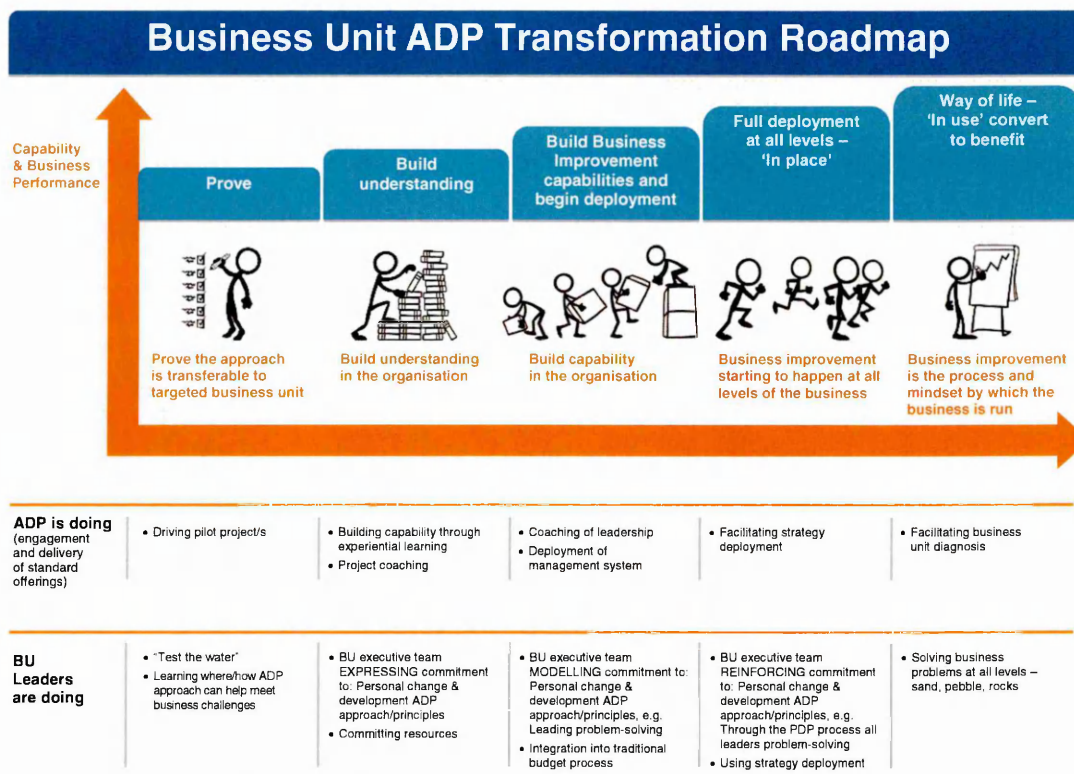 Business Unit ADP Transformation Roadmap
Capability
& Business
Performance
Prove
Build
understanding
Build Business
Improvement
capabilities and
begin deployment
Full deployment
at all levels –
'In place'
Way of life –
'In use' convert
to benefit
Prove the approach
is transferable to
targeted business unit
Build understanding
in the organisation
Build capability
in the organisation
Business improvement
starting to happen at all
levels of the business
Business improvement
is the process and
mindset by which the
business is run
ADP is doing
(engagement
and delivery
of standard
offerings)
• Driving pilot project/s
• Building capability through
experiential learning
• Project coaching
• Coaching of leadership
• Deployment of
management system
• Facilitating strategy
deployment
• Facilitating business
unit diagnosis
BU
Leaders
are doing
• "Test the water"
• Learning where/how ADP
approach can help meet
business challenges
• BU executive team
EXPRESSING commitment
to: Personal change &
development ADP
approach/principles
• Committing resources
• BU executive team
MODELLING commitment to:
Personal change &
development ADP
approach/principles, e.g.
Leading problem-solving
• Integration into traditional
budget process
• BU executive team
REINFORCING commitment
to: Personal change &
development ADP
approach/principles, e.g.
Through the PDP process all
leaders problem-solving
• Using strategy deployment
• Solving business
problems at all levels –
sand, pebble, rocks